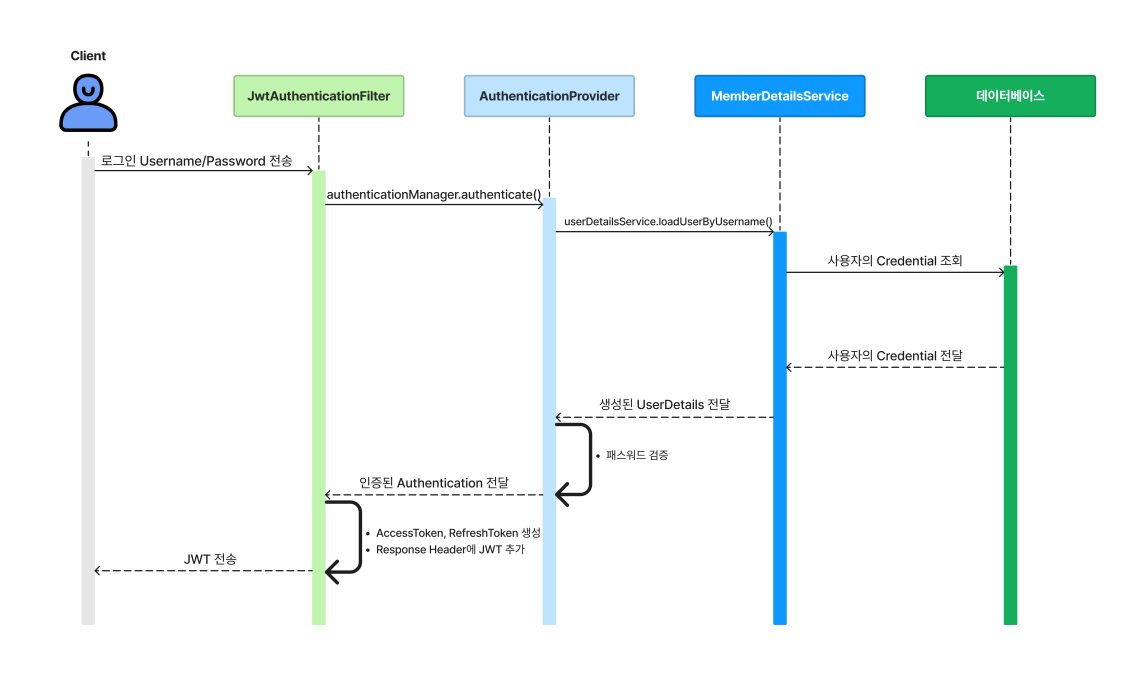 Client
JwtAuthenticationFilter
AuthenticationProvider
MemberDetailsService
데이터베이스
로그인 Username/Password 전송
authenticationManager.authenticate()
userDetailsService.loadUserByUsername()
사용자의 Credential 조회
사용자의 Credential 전달
생성된 UserDetails 전달
• 패스워드 검증
인증된 Authentication 전달
• AccessToken, RefreshToken 생성
• Response Header에 JWT 추가
JWT 전송